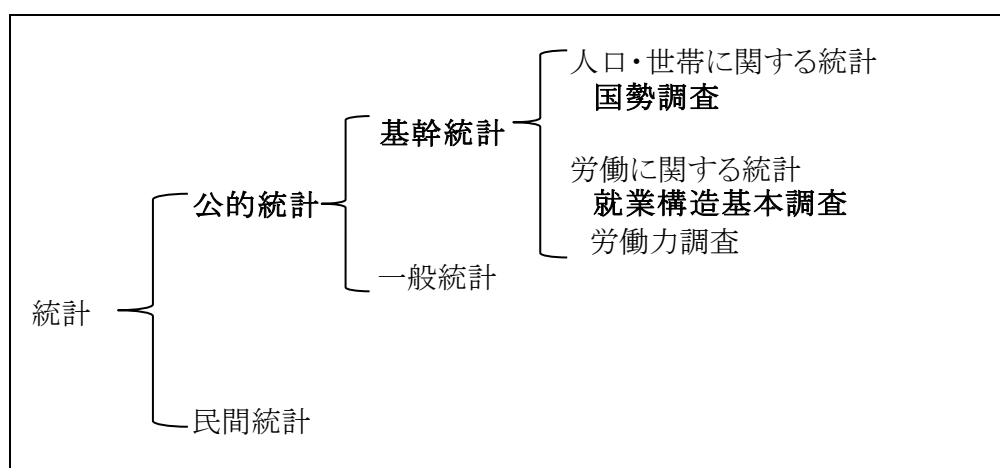 人口・世帯に関する統計
国勢調査
基幹統計
労働に関する統計
就業構造基本調査
公的統計
労働力調査
一般統計
統計
民間統計